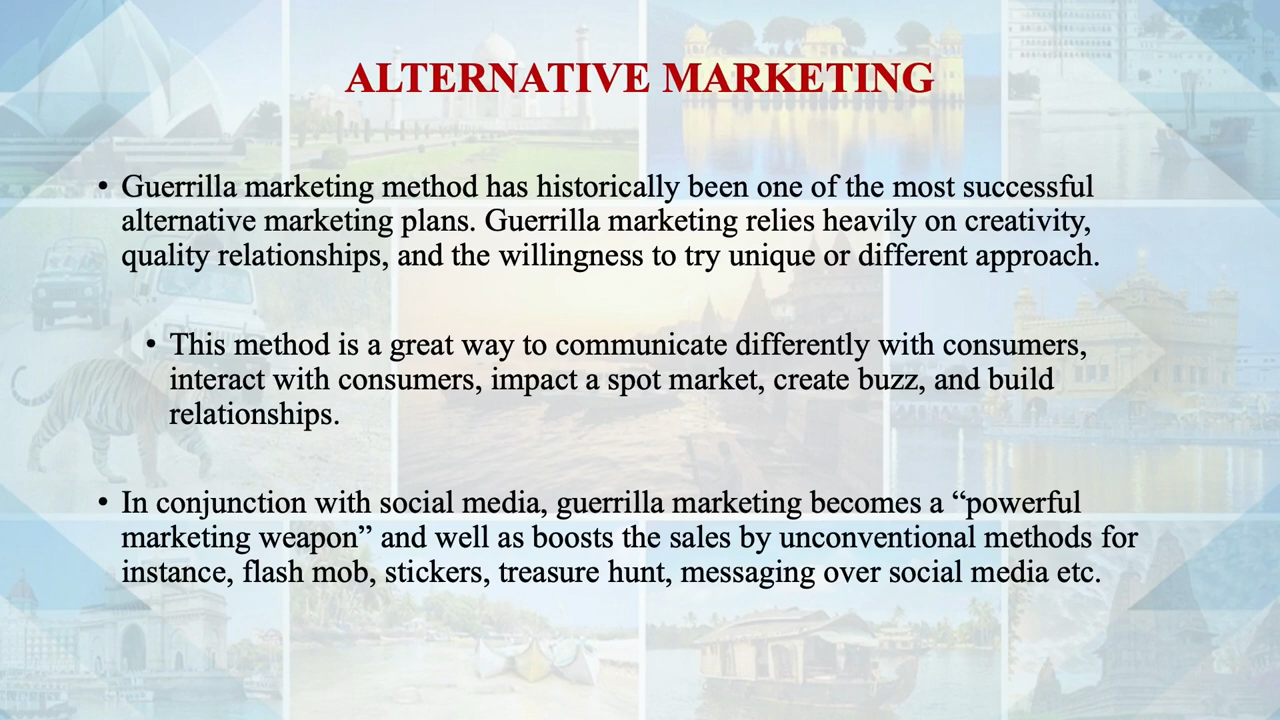 ALTERNATIVE MARKETING
• Guerrilla marketing method has historically been one of the most successful
alternative marketing plans. Guerrilla marketing relies heavily on creativity,
quality relationships, and the willingness to try unique or different approach.
• This method is a great way to communicate differently with consumers,
interact with consumers, impact a spot market, create buzz, and build
relationships.
• In conjunction with social media, guerrilla marketing becomes a “powerful
marketing weapon” and well as boosts the sales by unconventional methods for
instance, flash mob, stickers, treasure hunt, messaging over social media etc.